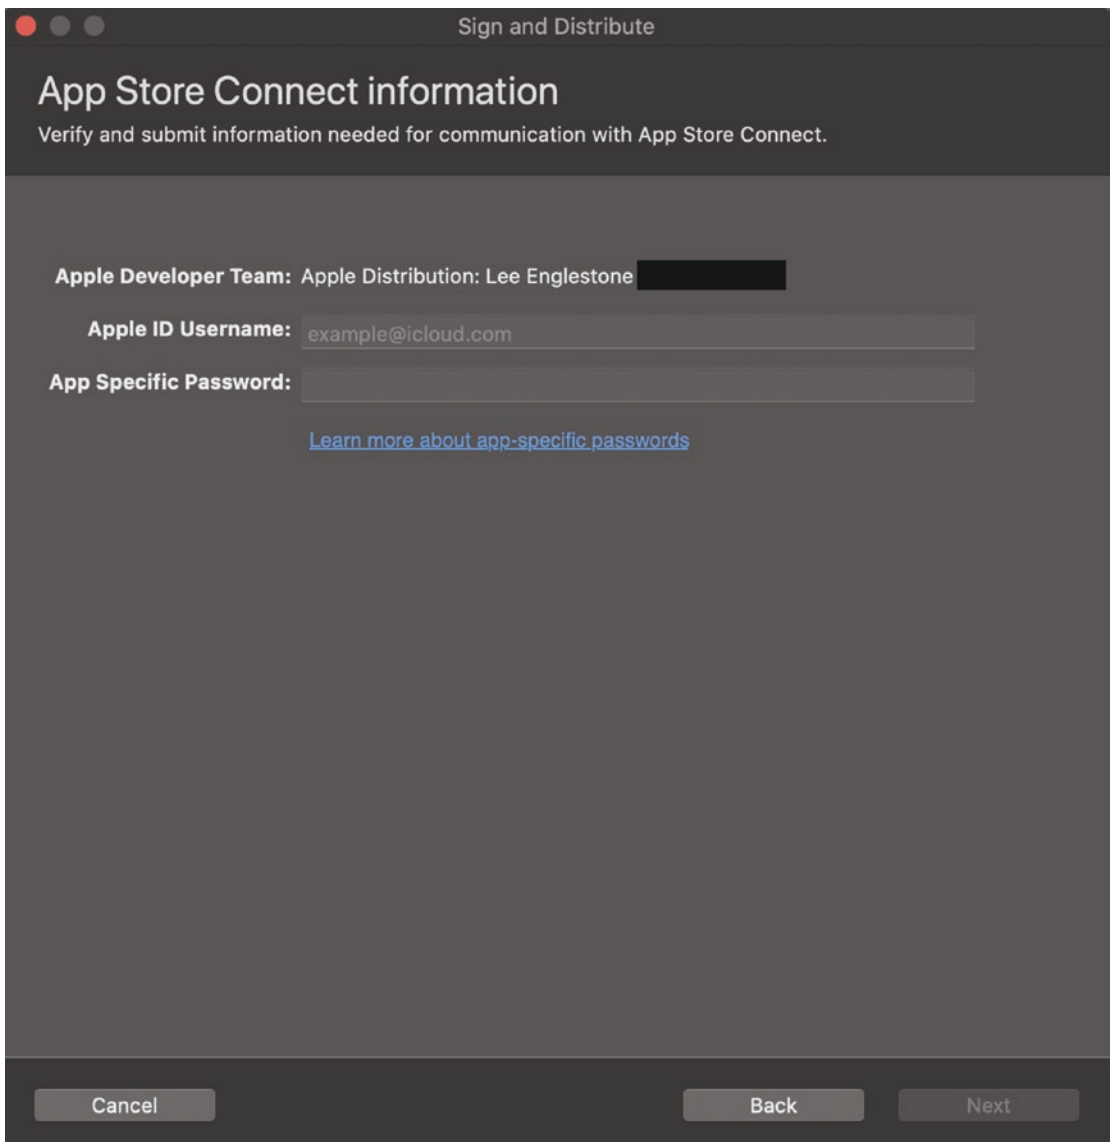 Sign and Distribute
App Store Connect information
Verify and submit information needed for communication with App Store Connect.
Apple Developer Team: Apple Distribution: Lee Englestone
Apple ID Username: example@icloud.com
App Specific Password:
Learn more about app-specific passwords
Cancel Back Next